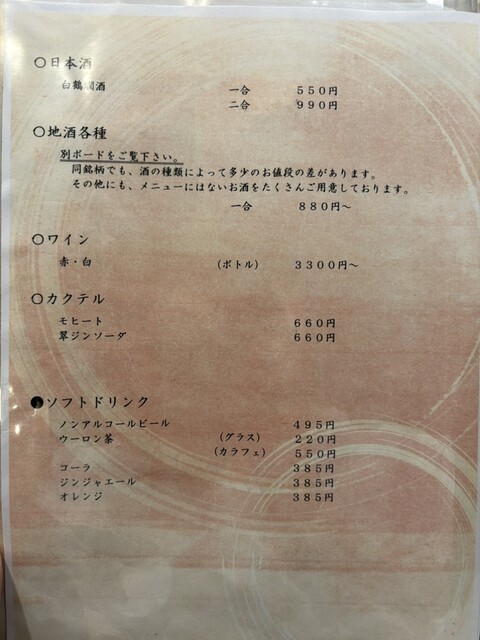 ○日本酒
白鶴燗酒 一合 550円
二合 990円
○地酒各種
別ボードをご覧下さい。
同銘柄でも、酒の種類によって多少のお値段の差があります。
その他にも、メニューにはないお酒をたくさんご用意しております。
一合 880円~
○ワイン
赤・白 (ボトル) 3300円~
○カクテル
モヒート 660円
翠ジンソーダ 660円
●ソフトドリンク
ノンアルコールビール 495円
ウーロン茶 (グラス) 220円
(カラフェ) 550円
コーラ 385円
ジンジャエール 385円
オレンジ 385円